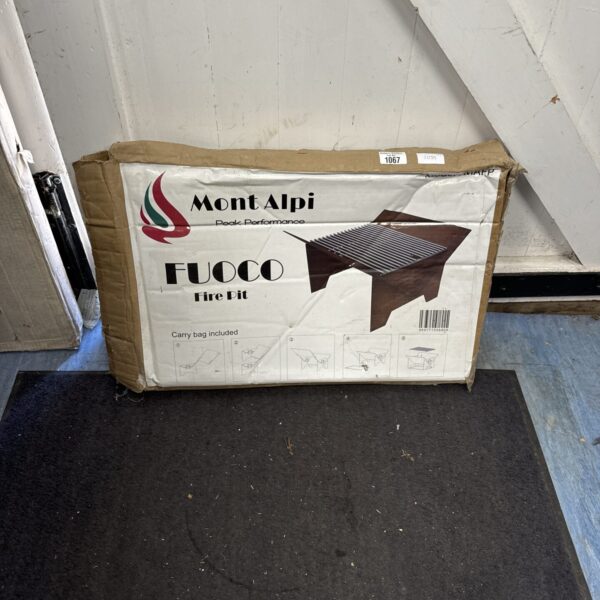 1067
Mont Alpi
Peak Performance
FUOCO
Fire Pit
Carry bag included